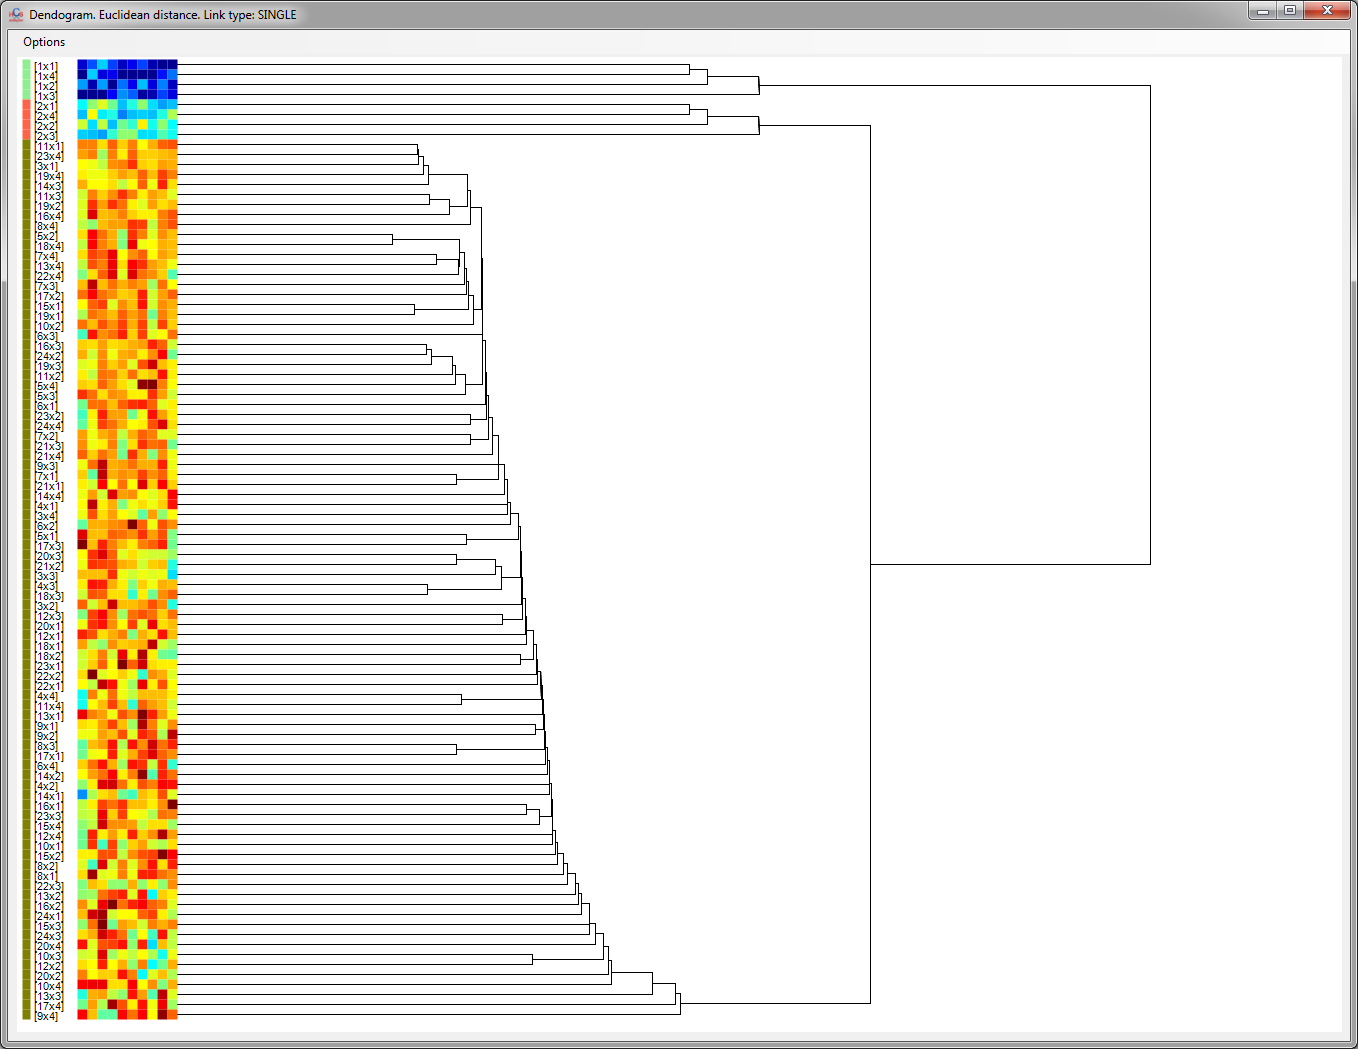 Dendogram. Euclidean distance. Link type: SINGLE
Options
[1x1]
[1x4]
[1x2]
[1x3]
[2x1]
[2x4]
[2x2]
[2x3]
[11x1]
[23x4]
[3x1]
[19x4]
[14x3]
[11x3]
[19x2]
[16x4]
[8x4]
[5x2]
[18x4]
[7x4]
[13x4]
[22x4]
[7x3]
[17x2]
[15x1]
[19x1]
[10x2]
[6x3]
[16x3]
[24x2]
[19x3]
[11x2]
[5x4]
[5x3]
[6x1]
[23x2]
[24x4]
[7x2]
[21x3]
[21x4]
[9x3]
[7x1]
[21x1]
[14x4]
[4x1]
[3x4]
[6x2]
[5x1]
[17x3]
[20x3]
[21x2]
[3x3]
[4x3]
[18x3]
[3x2]
[12x3]
[20x1]
[12x1]
[18x1]
[18x2]
[23x1]
[22x2]
[22x1]
[4x4]
[11x4]
[13x1]
[9x1]
[9x2]
[8x3]
[17x1]
[6x4]
[14x2]
[4x2]
[14x1]
[16x1]
[23x3]
[15x4]
[12x4]
[10x1]
[15x2]
[8x2]
[8x1]
[22x3]
[13x2]
[16x2]
[24x1]
[15x3]
[24x3]
[20x4]
[10x3]
[12x2]
[20x2]
[10x4]
[13x3]
[17x4]
[9x4]